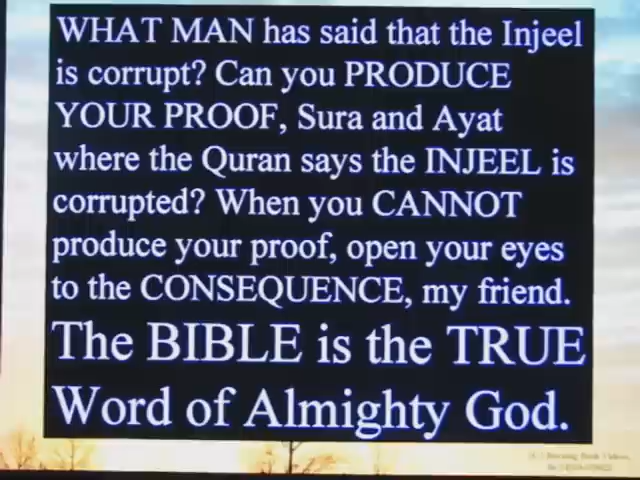 WHAT MAN has said that the Injeel
is corrupt? Can you PRODUCE
YOUR PROOF, Sura and Ayat
where the Quran says the INJEEL is
corrupted? When you CANNOT
produce your proof, open your eyes
to the CONSEQUENCE, my friend.
The BIBLE is the TRUE
Word of Almighty God.